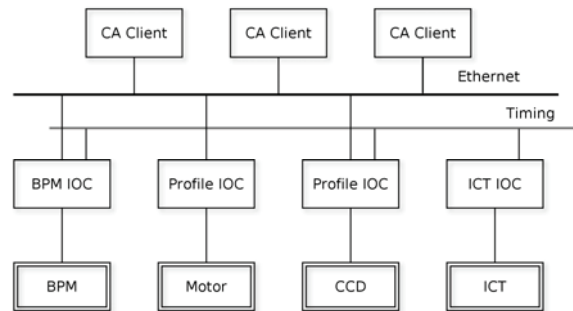 CA Client CA Client CA Client
Ethernet
Timing
BPM IOC Profile IOC Profile IOC ICT IOC
BPM Motor CCD ICT